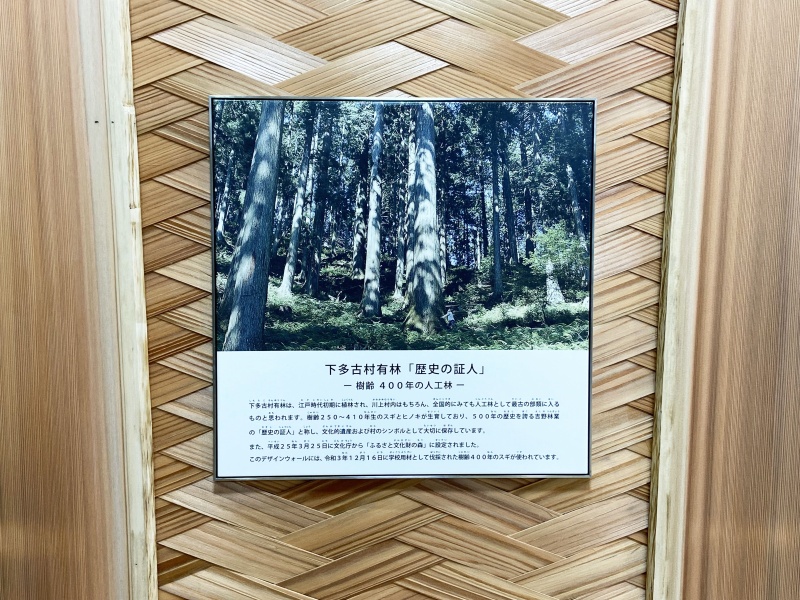 下多古村有林「歴史の証人」
― 樹齢 400年の人工林 ―
下多古村有林は、江戸時代初期に植林され、川上村内はもちろん、全国的にみても人工林として最古の部類に入る
ものと思われます。樹齢250～410年生のスギとヒノキが生育しており、500年の歴史を誇る吉野林業
の「歴史の証人」と称し、文化的遺産および村のシンボルとして大切に保存しています。
また、平成25年3月25日に文化庁から「ふるさと文化財の森」に設定されました。
このデザインウォールには、令和3年12月16日に学校用材として伐採された樹齢400年のスギが使われています。